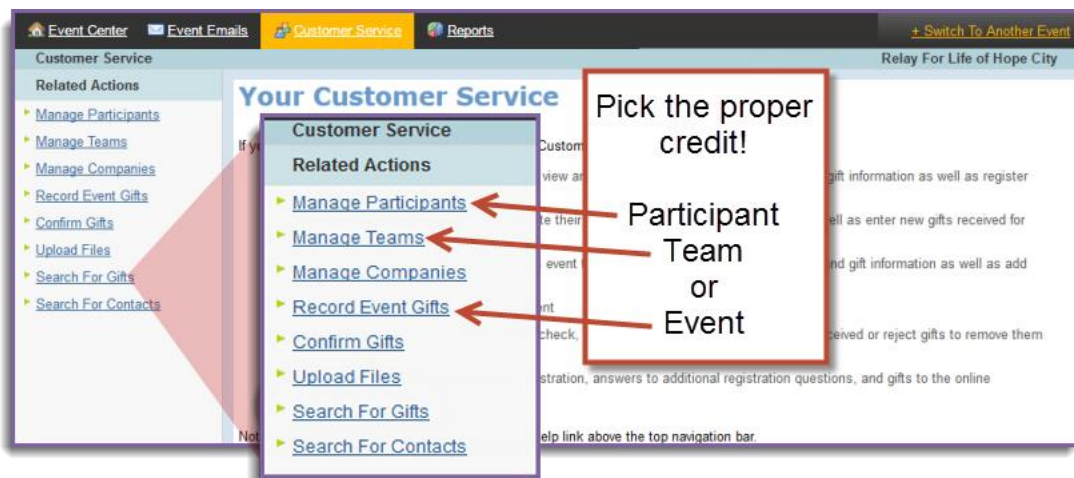 Event Center Event Emails Customer Service Reports + Switch To Another Event
Customer Service Relay For Life of Hope City
Related Actions
Manage Participants
Manage Teams
Manage Companies
Record Event Gifts
Confirm Gifts
Upload Files
Search For Gifts
Search For Contacts
Your Customer Service
If
view
gift information as well as register
te their
ell as enter new gifts received for
event
nd gift information as well as add
check,
ceived or reject gifts to remove them
stration, answers to additional registration questions, and gifts to the online
elp link above the top navigation bar.
Customer Service
Related Actions
Manage Participants
Manage Teams
Manage Companies
Record Event Gifts
Confirm Gifts
Upload Files
Search For Gifts
Search For Contacts
Pick the proper
credit!
Participant
Team
or
Event